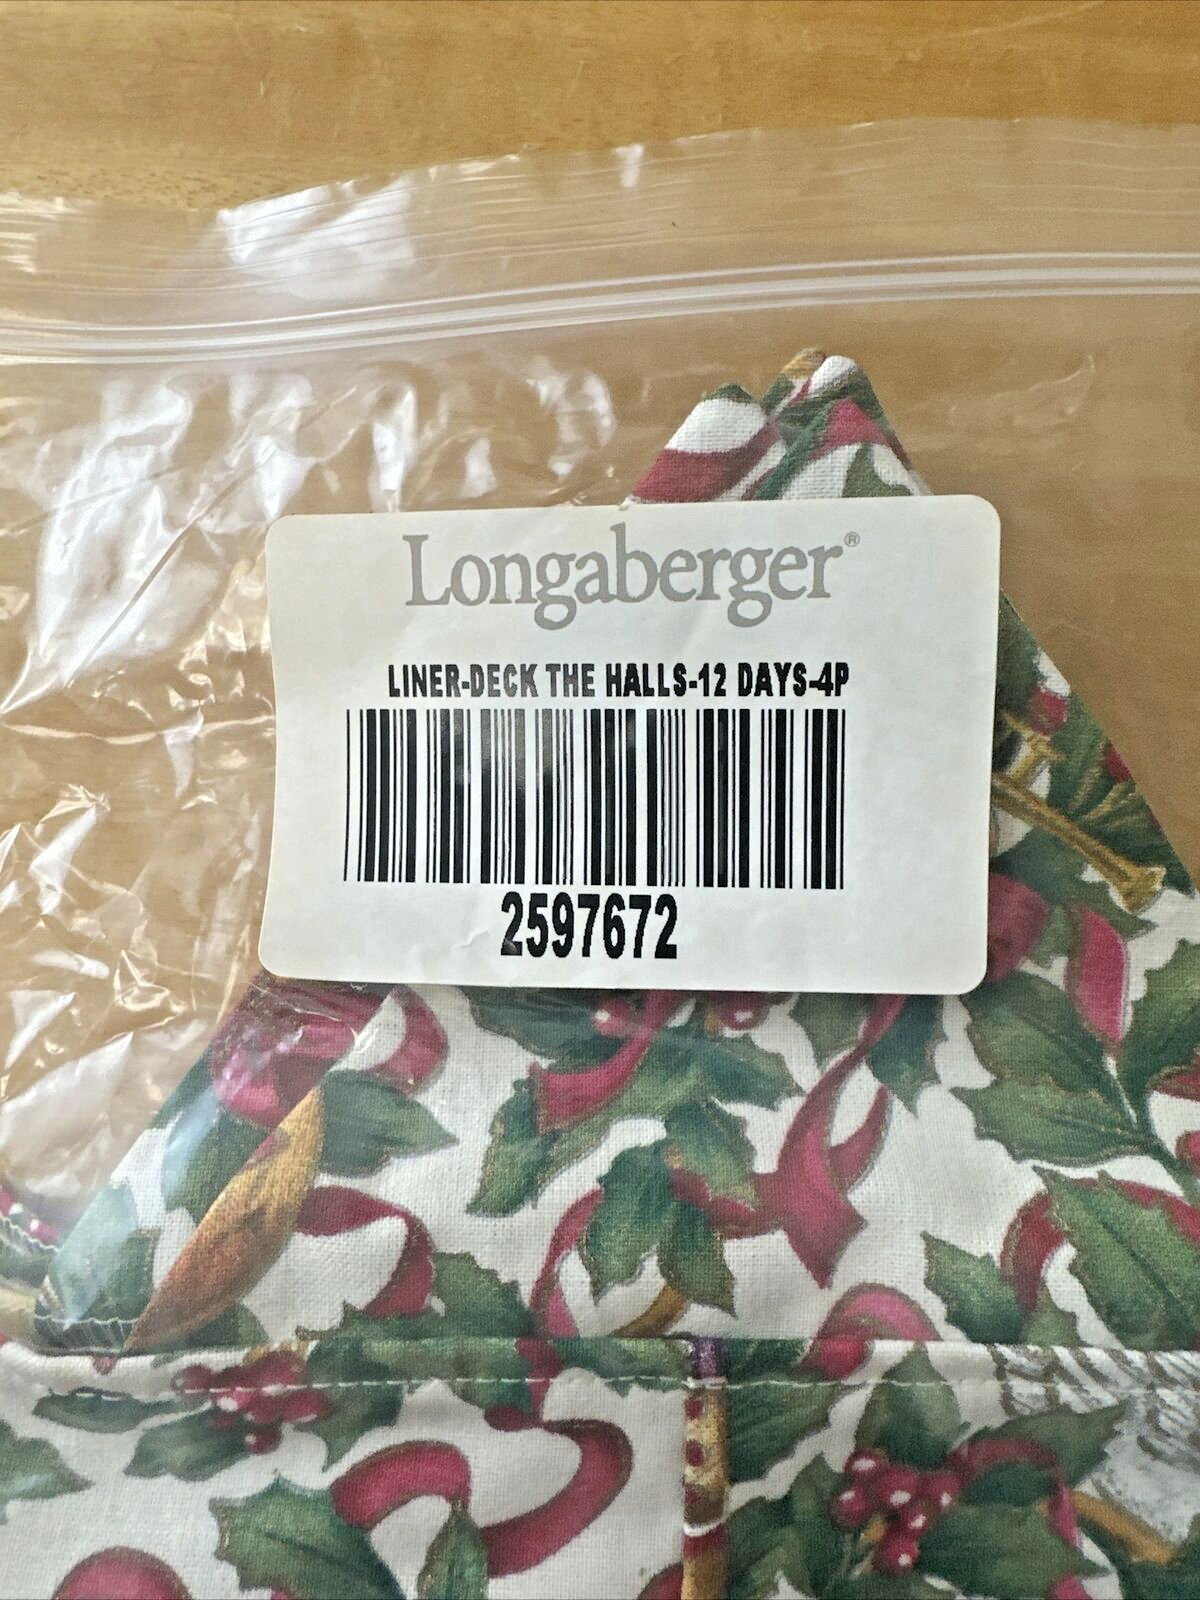 Longaberger®
LINER-DECK THE HALLS-12 DAYS-4P
2597672